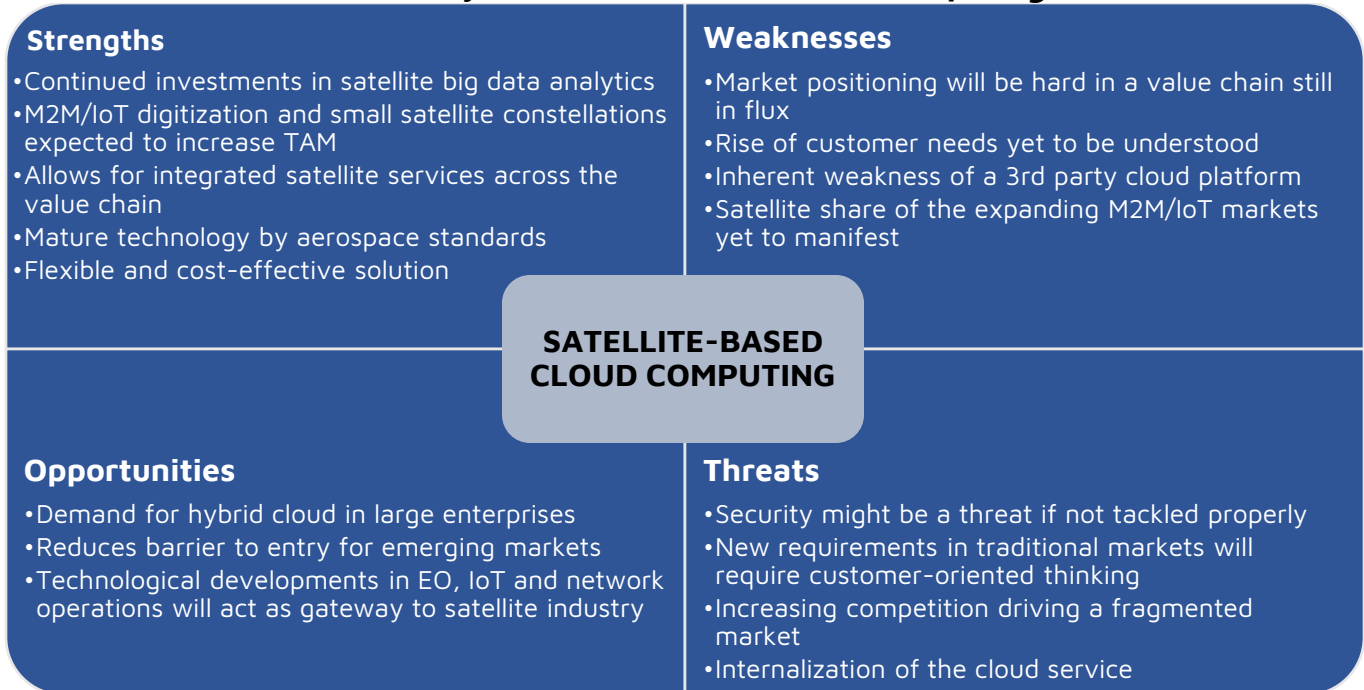 Strengths
•Continued investments in satellite big data analytics
•M2M/IoT digitization and small satellite constellations
expected to increase TAM
•Allows for integrated satellite services across the
value chain
•Mature technology by aerospace standards
•Flexible and cost-effective solution
Weaknesses
•Market positioning will be hard in a value chain still
in flux
•Rise of customer needs yet to be understood
•Inherent weakness of a 3rd party cloud platform
•Satellite share of the expanding M2M/IoT markets
yet to manifest
SATELLITE-BASED
CLOUD COMPUTING
Opportunities
•Demand for hybrid cloud in large enterprises
•Reduces barrier to entry for emerging markets
•Technological developments in EO, IoT and network
operations will act as gateway to satellite industry
Threats
•Security might be a threat if not tackled properly
•New requirements in traditional markets will
require customer-oriented thinking
•Increasing competition driving a fragmented
market
•Internalization of the cloud service